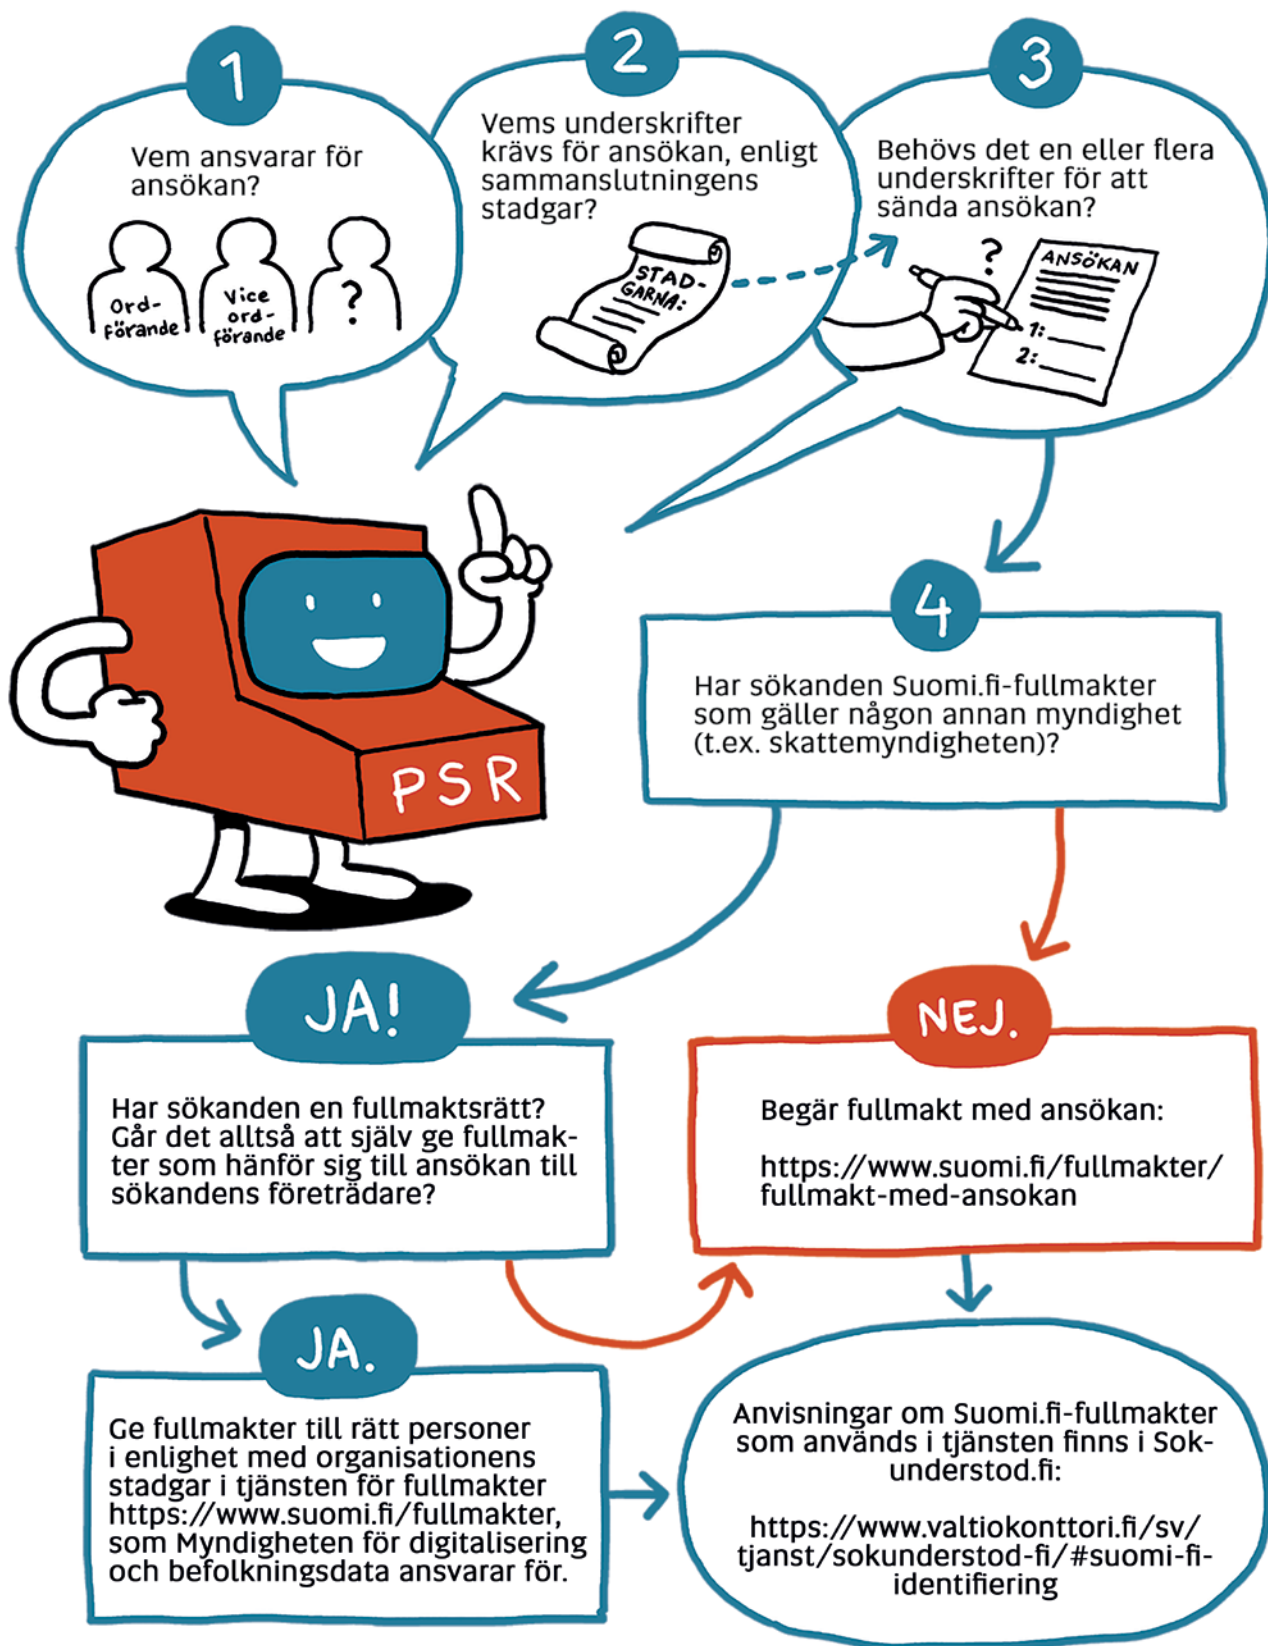 1
Vem ansvarar för
ansökan?
Ord-
förande
Vice
ord-
förande
?
2
Vems underskrifter
krävs för ansökan, enligt
sammanslutningens
stadgar?
STAD-
GARNA:
3
Behövs det en eller flera
underskrifter för att
sända ansökan?
?
ANSÖKAN
1:
2:
PSR
4
Har sökanden Suomi.fi-fullmakter
som gäller någon annan myndighet
(t.ex. skattemyndigheten)?
JA!
Har sökanden en fullmaktsrätt?
Går det alltså att själv ge fullmak-
ter som hänför sig till ansökan till
sökandens företrädare?
NEJ.
Begär fullmakt med ansökan:
https://www.suomi.fi/fullmakter/
fullmakt-med-ansokan
JA.
Ge fullmakter till rätt personer
i enlighet med organisationens
stadgar i tjänsten för fullmakter
https://www.suomi.fi/fullmakter,
som Myndigheten för digitalisering
och befolkningsdata ansvarar för.
Anvisningar om Suomi.fi-fullmakter
som används i tjänsten finns i Sok-
understod.fi:
https://www.valtiokonttori.fi/sv/
tjanst/sokunderstod-fi/#suomi-fi-
identifiering